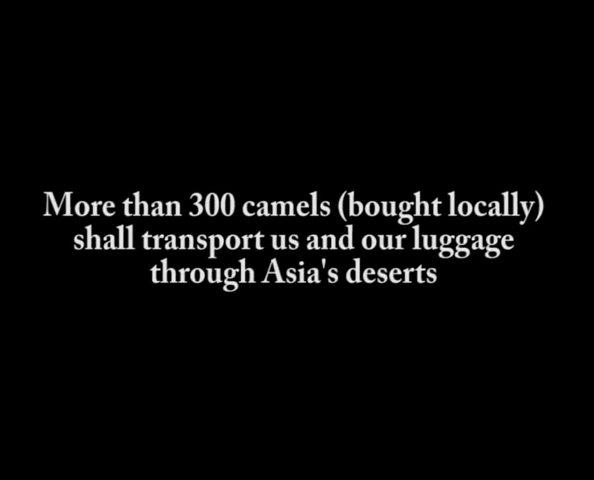 More than 300 camels (bought locally)
shall transport us and our luggage
through Asia's deserts